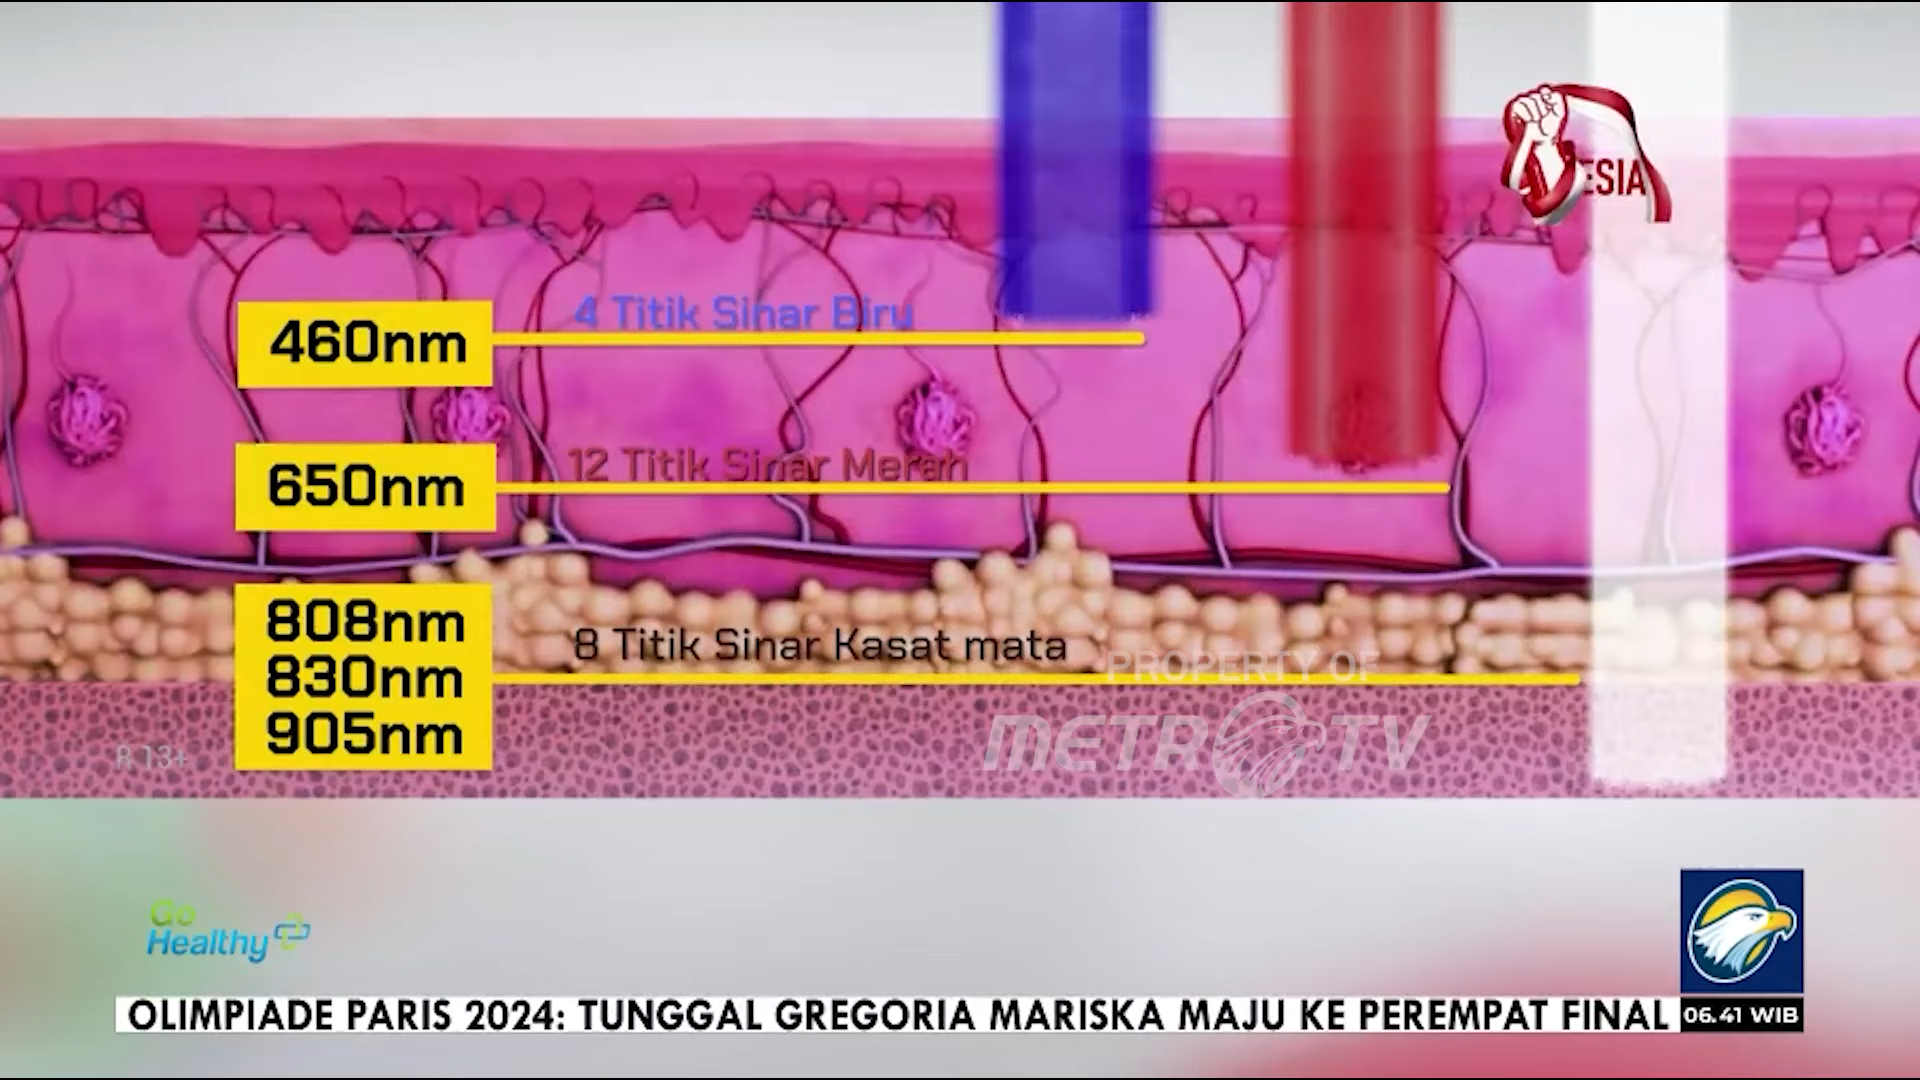 ESIA
460nm
4 Titik Sinar Biru
650nm
12 Titik Sinar Merah
808nm
830nm
905nm
8 Titik Sinar Kasat mata
PROPERTY OF
METRO TV
R 13+
Go
Healthy
OLIMPIADE PARIS 2024: TUNGGAL GREGORIA MARISKA MAJU KE PEREMPAT FINAL
06.41 WIB